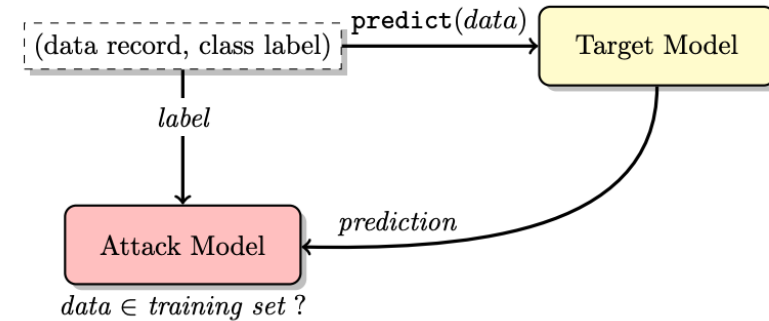 (data record, class label)
predict(data)
Target Model
label
prediction
Attack Model
data ∈ training set ?